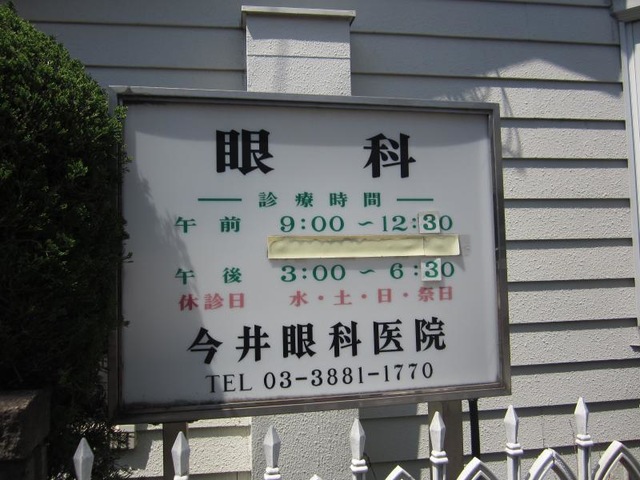 眼科
診療時間
午前 9:00 ～ 12:30
午後 3:00 ～ 6:30
休診日 水・土・日・祭日
今井眼科医院
TEL 03-3881-1770